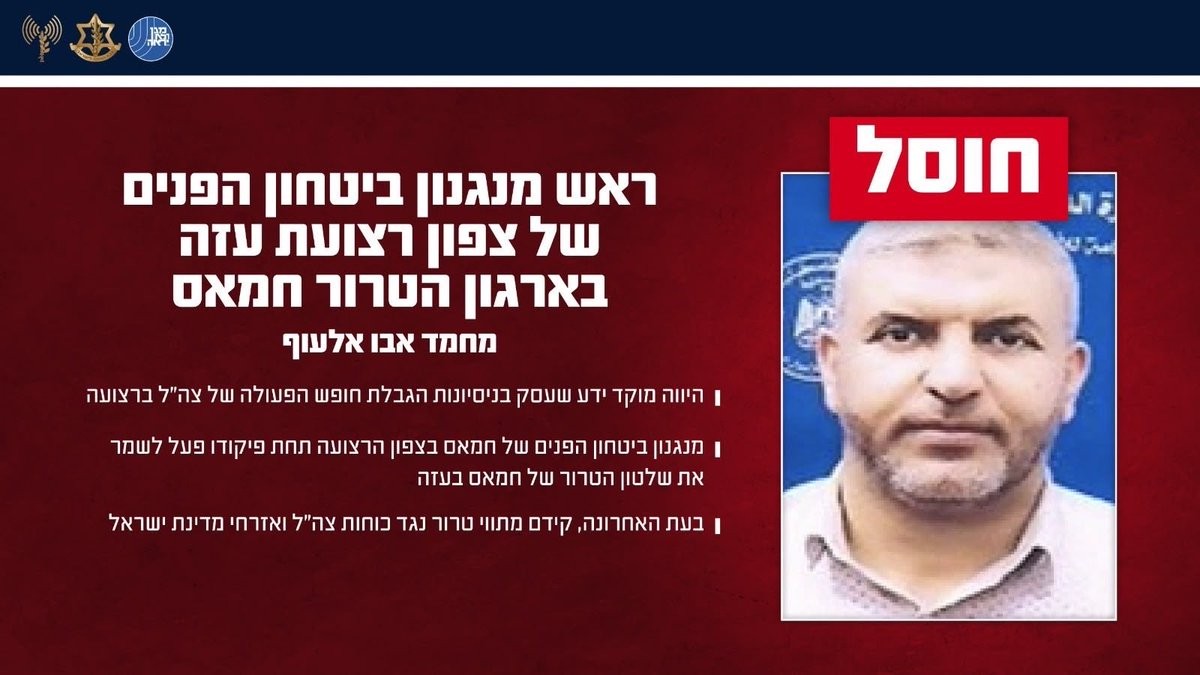 חוסל
ראש מנגנון ביטחון הפנים
של צפון רצועת עזה
בארגון הטרור חמאס
מחמד אבו אלעוף
היווה מוקד ידע שעסק בניסיונות הגבלת חופש הפעולה של צה"ל ברצועה
מנגנון ביטחון הפנים של חמאס בצפון הרצועה תחת פיקודו פעל לשמר
את שלטון הטרור של חמאס בעזה
בעת האחרונה, קידם מתווי טרור נגד כוחות צה"ל ואזרחי מדינת ישראל